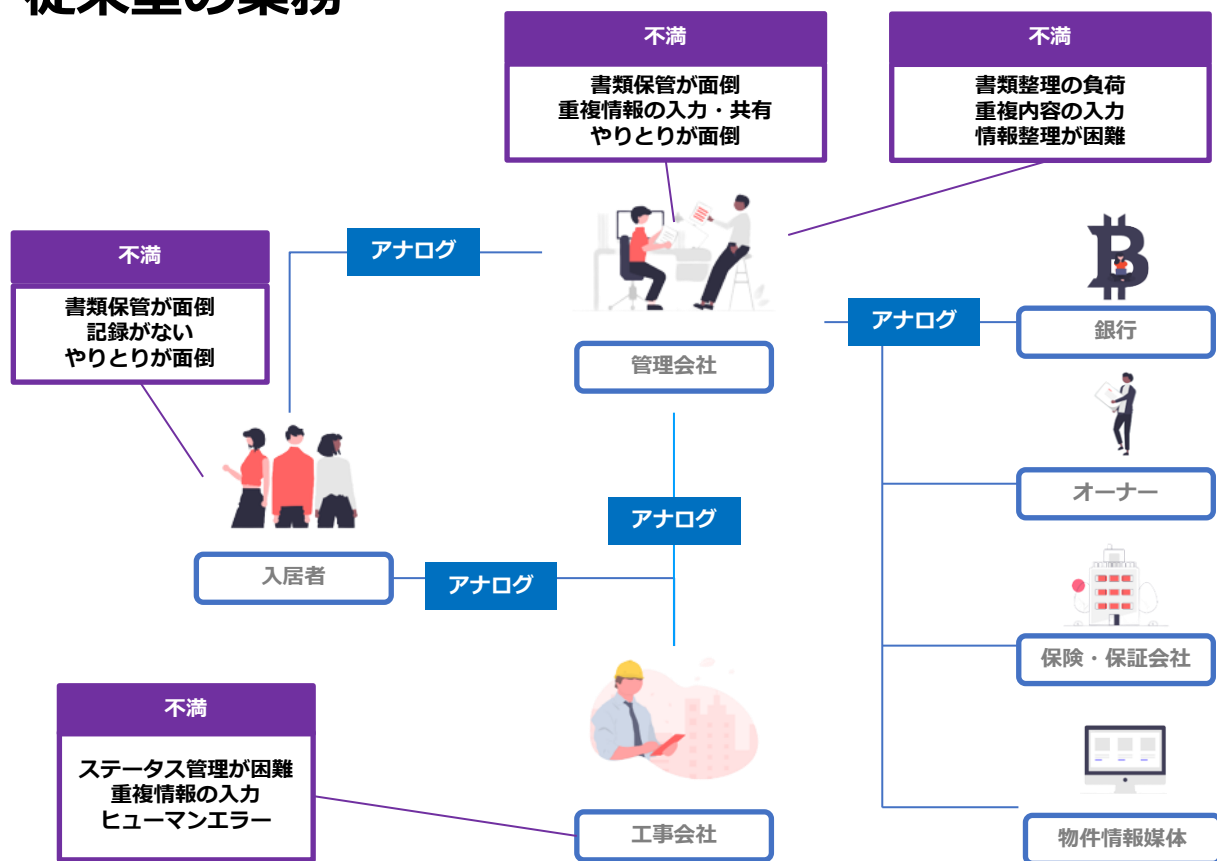 従来型の業務
不満
書類保管が面倒
重複情報の入力・共有
やりとりが面倒
不満
書類整理の負荷
重複内容の入力
情報整理が困難
不満
書類保管が面倒
記録がない
やりとりが面倒
アナログ
管理会社
アナログ
銀行
オーナー
アナログ
入居者
アナログ
保険・保証会社
不満
ステータス管理が困難
重複情報の入力
ヒューマンエラー
工事会社
物件情報媒体